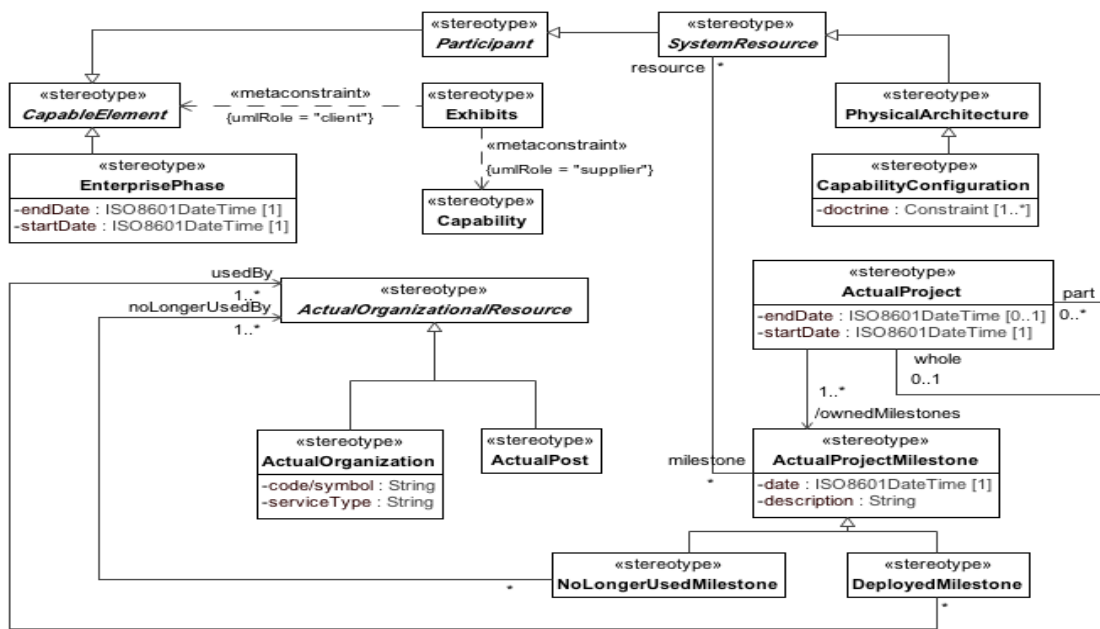 «stereotype»
Participant
«stereotype»
SystemResource
resource *
«stereotype»
CapableElement
«metaconstraint»
{umlRole = "client"}
«stereotype»
Exhibits
«stereotype»
PhysicalArchitecture
«metaconstraint»
{umlRole = "supplier"}
«stereotype»
EnterprisePhase
-endDate : ISO8601DateTime [1]
-startDate : ISO8601DateTime [1]
«stereotype»
Capability
«stereotype»
CapabilityConfiguration
-doctrine : Constraint [1..*]
usedBy
1..*
noLongerUsedBy
1..*
«stereotype»
ActualOrganizationalResource
«stereotype»
ActualProject
-endDate : ISO8601DateTime [0..1]
-startDate : ISO8601DateTime [1]
part
0..*
whole
0..1
1..*
/ownedMilestones
«stereotype»
ActualOrganization
-code/symbol : String
-serviceType : String
«stereotype»
ActualPost
milestone
*
«stereotype»
ActualProjectMilestone
-date : ISO8601DateTime [1]
-description : String
«stereotype»
NoLongerUsedMilestone
*
«stereotype»
DeployedMilestone
*